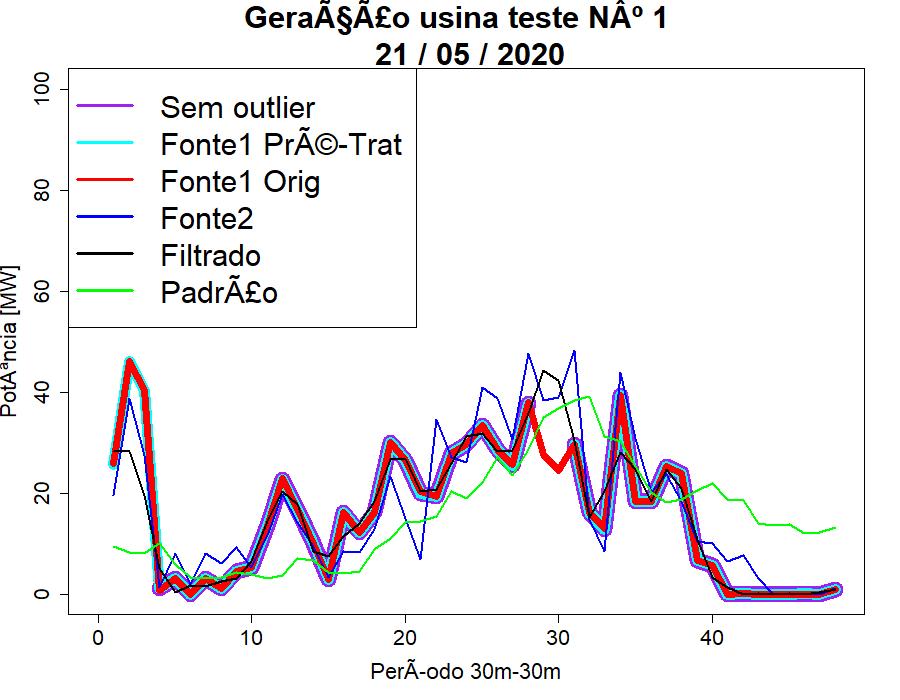 GeraÃ§Ã£o usina teste NÂº 1
21 / 05 / 2020
Sem outlier
Fonte1 PrÃ©-Trat
Fonte1 Orig
Fonte2
Filtrado
PadrÃ£o
PotÃªncia [MW]
100
80
60
40
20
0
0 10 20 30 40
PerÃ­-odo 30m-30m